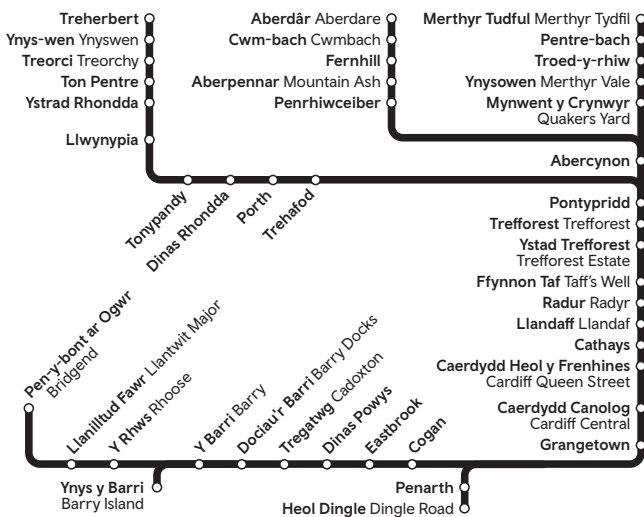 Treherbert
Ynys-wen Ynyswen
Treorci Treorchy
Ton Pentre
Ystrad Rhondda
Llwynypia
Tonypandy
Dinas Rhondda
Porth
Trehafod
Aberdâr Aberdare
Cwm-bach Cwmbach
Fernhill
Aberpennar Mountain Ash
Penrhiwceiber
Merthyr Tudful Merthyr Tydfil
Pentre-bach
Troed-y-rhiw
Ynysowen Merthyr Vale
Mynwent y Crynwyr
Quakers Yard
Abercynon
Pontypridd
Trefforest Trefforest
Ystad Trefforest
Trefforest Estate
Ffynnon Taf Taff's Well
Radur Radyr
Llandaff Llandaf
Cathays
Caerdydd Heol y Frenhines
Cardiff Queen Street
Caerdydd Canolog
Cardiff Central
Grangetown
Pen-y-bont ar Ogwr
Bridgend
Llanilltud Fawr Llantwit Major
Y Rhws Rhoose
Y Barri Barry
Dociau'r Barri Barry Docks
Tregatwg Cadoxton
Dinas Powys
Eastbrook
Cogan
Ynys y Barri
Barry Island
Penarth
Heol Dingle Dingle Road